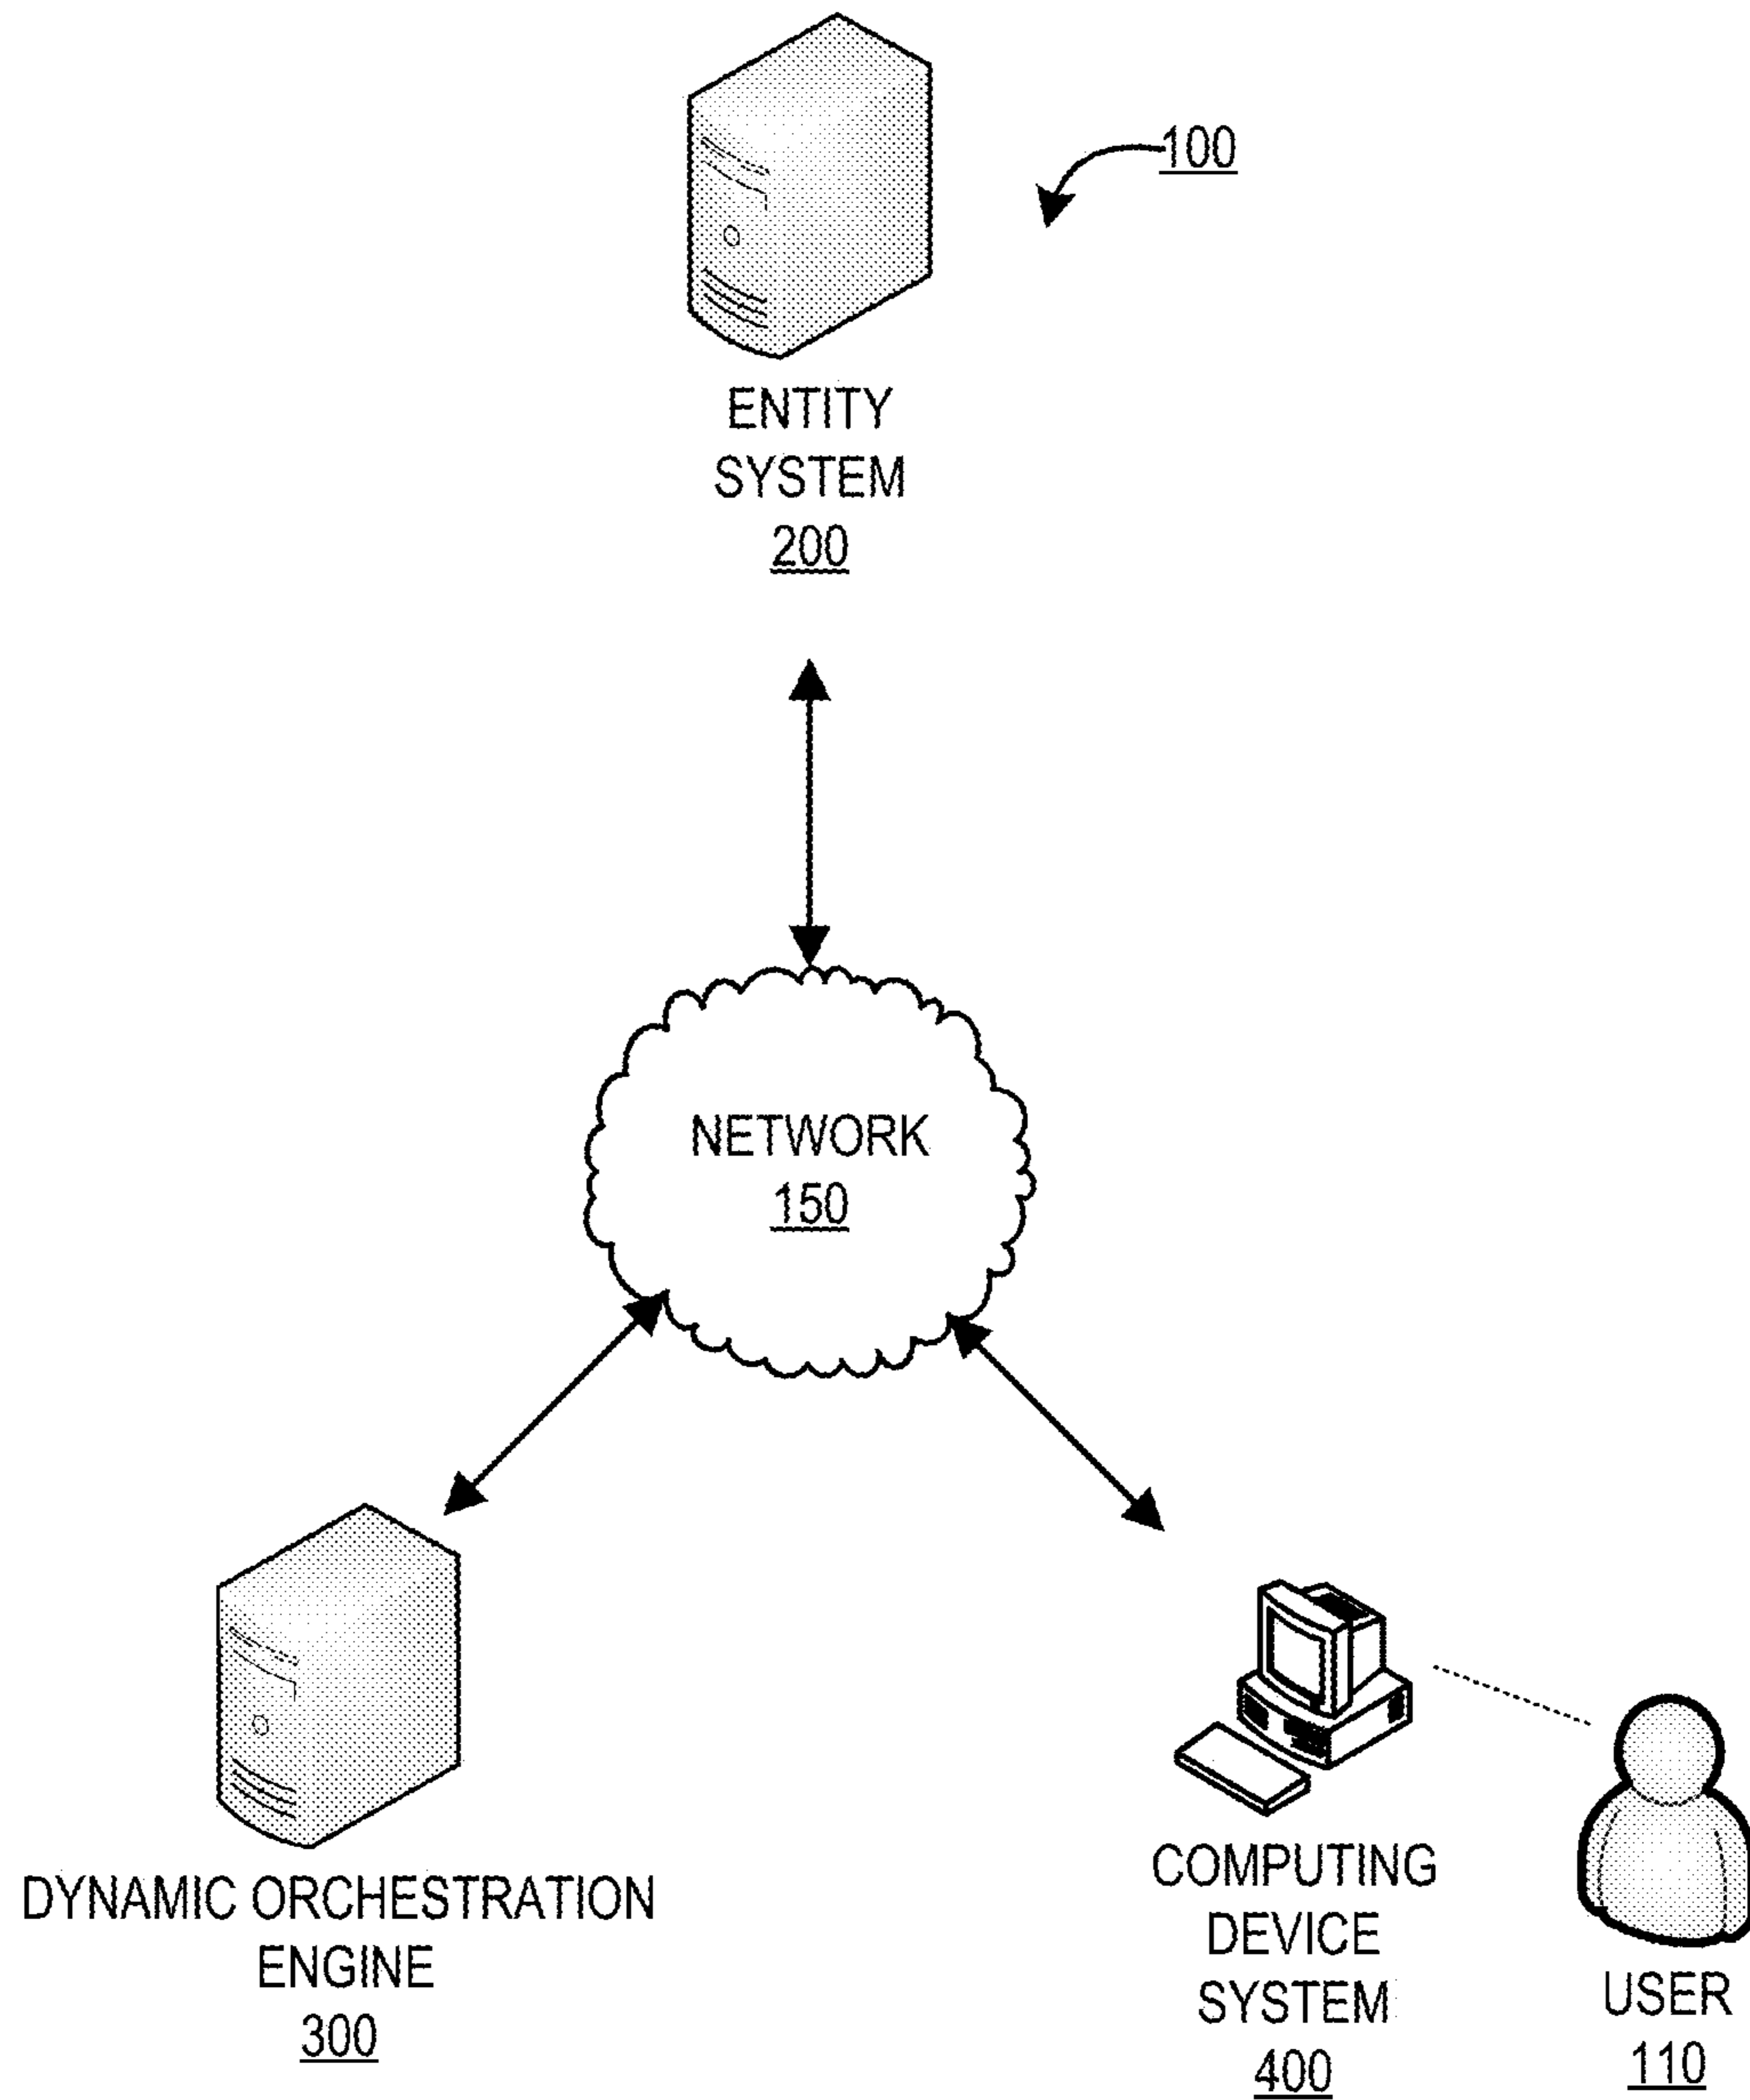 100
ENTITY
SYSTEM
200
NETWORK
150
DYNAMIC ORCHESTRATION
ENGINE
300
COMPUTING
DEVICE
SYSTEM
400
USER
110